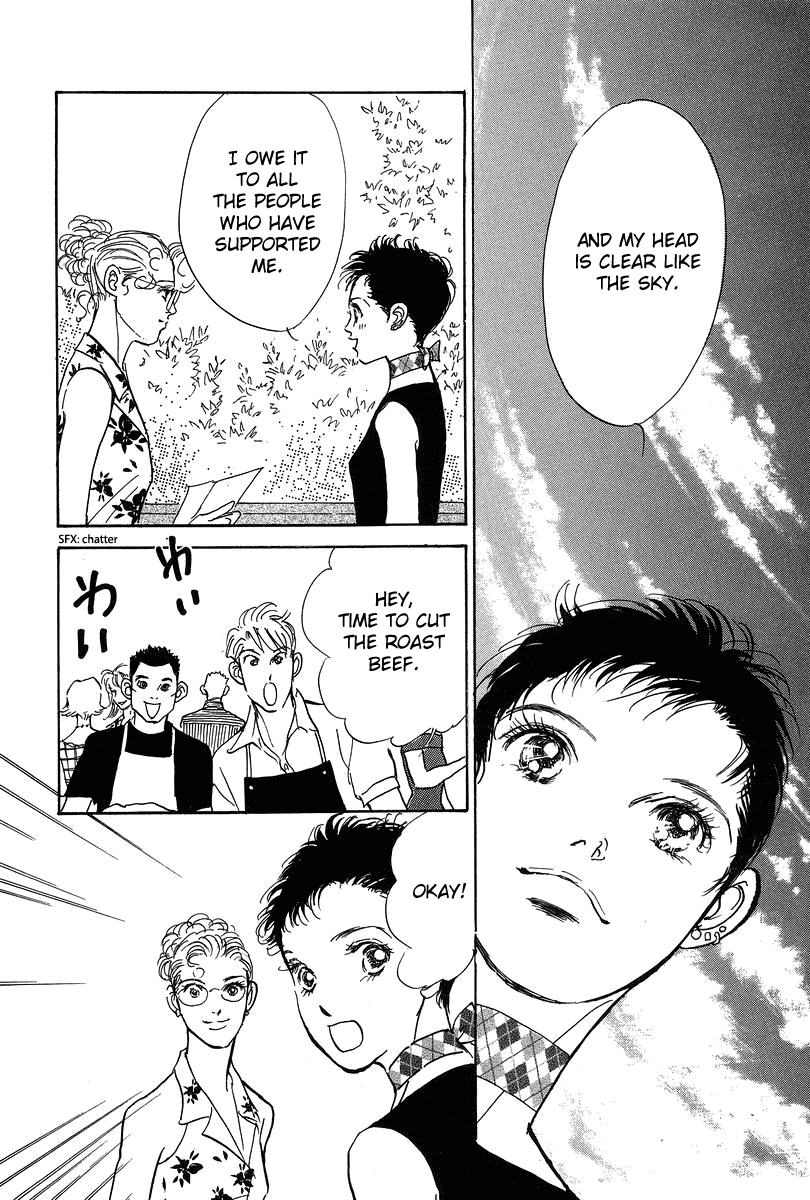 AND MY HEAD
IS CLEAR LIKE
THE SKY.
I OWE IT
TO ALL
THE PEOPLE
WHO HAVE
SUPPORTED
ME.
SFX: chatter
わい
わい
HEY,
TIME TO CUT
THE ROAST
BEEF.
OKAY!